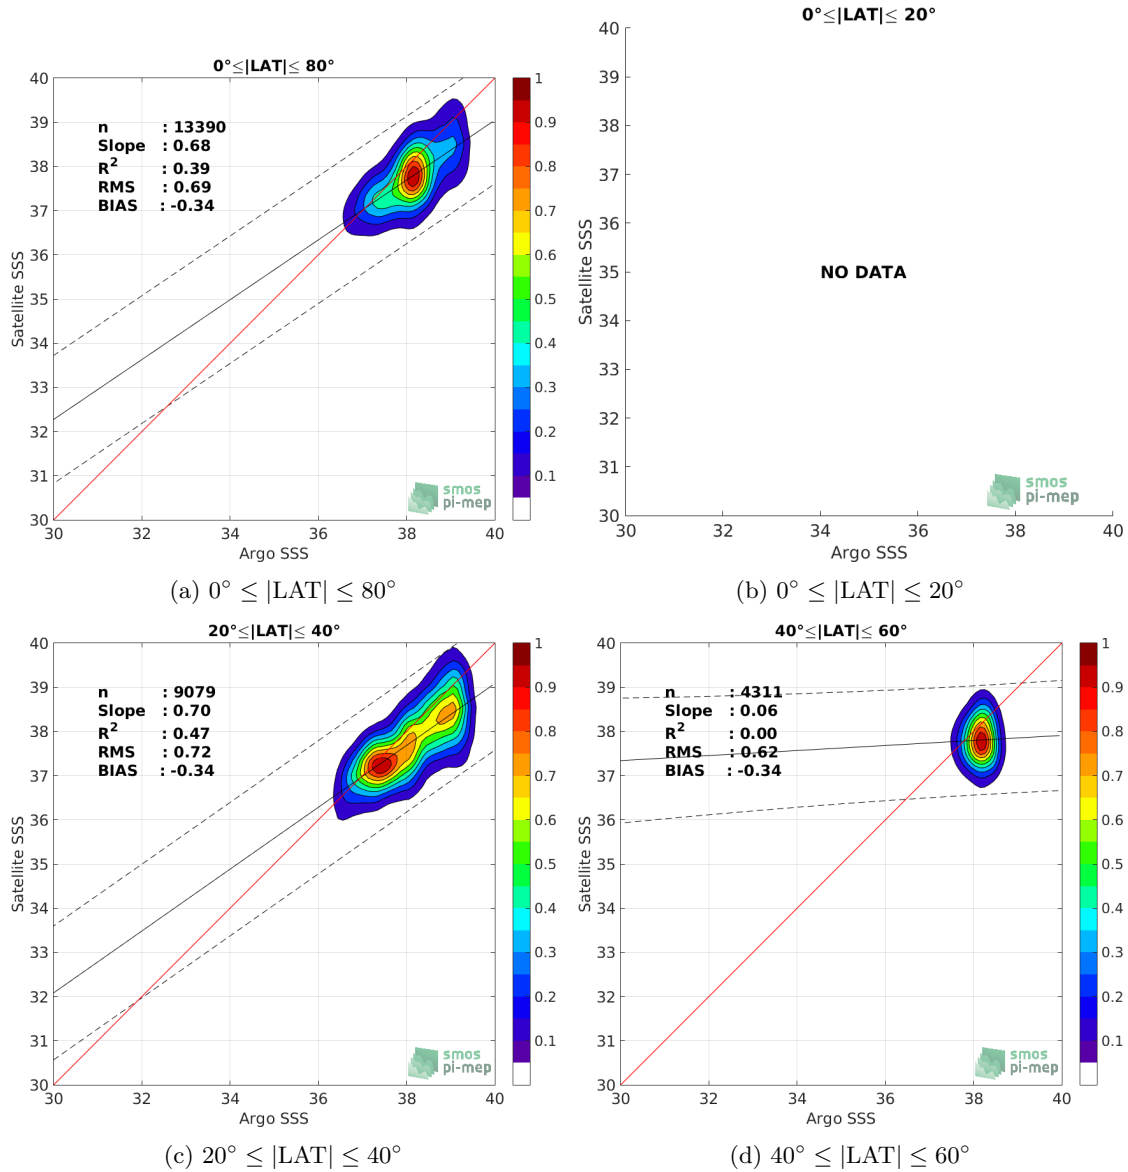 0°≤|LAT|≤ 80°
n : 13390
Slope : 0.68
R² : 0.39
RMS : 0.69
BIAS : -0.34
Satellite SSS
40
39
38
37
36
35
34
33
32
31
30
30 32 34 36 38 40
Argo SSS
1
0.9
0.8
0.7
0.6
0.5
0.4
0.3
0.2
0.1
smos
pi-mep
(a) 0° ≤ |LAT| ≤ 80°
0°≤|LAT|≤ 20°
Satellite SSS
40
39
38
37
36
35
34
33
32
31
30
NO DATA
30 32 34 36 38 40
Argo SSS
smos
pi-mep
(b) 0° ≤ |LAT| ≤ 20°
20°≤|LAT|≤ 40°
n : 9079
Slope : 0.70
R² : 0.47
RMS : 0.72
BIAS : -0.34
Satellite SSS
40
39
38
37
36
35
34
33
32
31
30
30 32 34 36 38 40
Argo SSS
1
0.9
0.8
0.7
0.6
0.5
0.4
0.3
0.2
0.1
smos
pi-mep
(c) 20° ≤ |LAT| ≤ 40°
40°≤|LAT|≤ 60°
n : 4311
Slope : 0.06
R² : 0.00
RMS : 0.62
BIAS : -0.34
Satellite SSS
40
39
38
37
36
35
34
33
32
31
30
30 32 34 36 38 40
Argo SSS
1
0.9
0.8
0.7
0.6
0.5
0.4
0.3
0.2
0.1
smos
pi-mep
(d) 40° ≤ |LAT| ≤ 60°